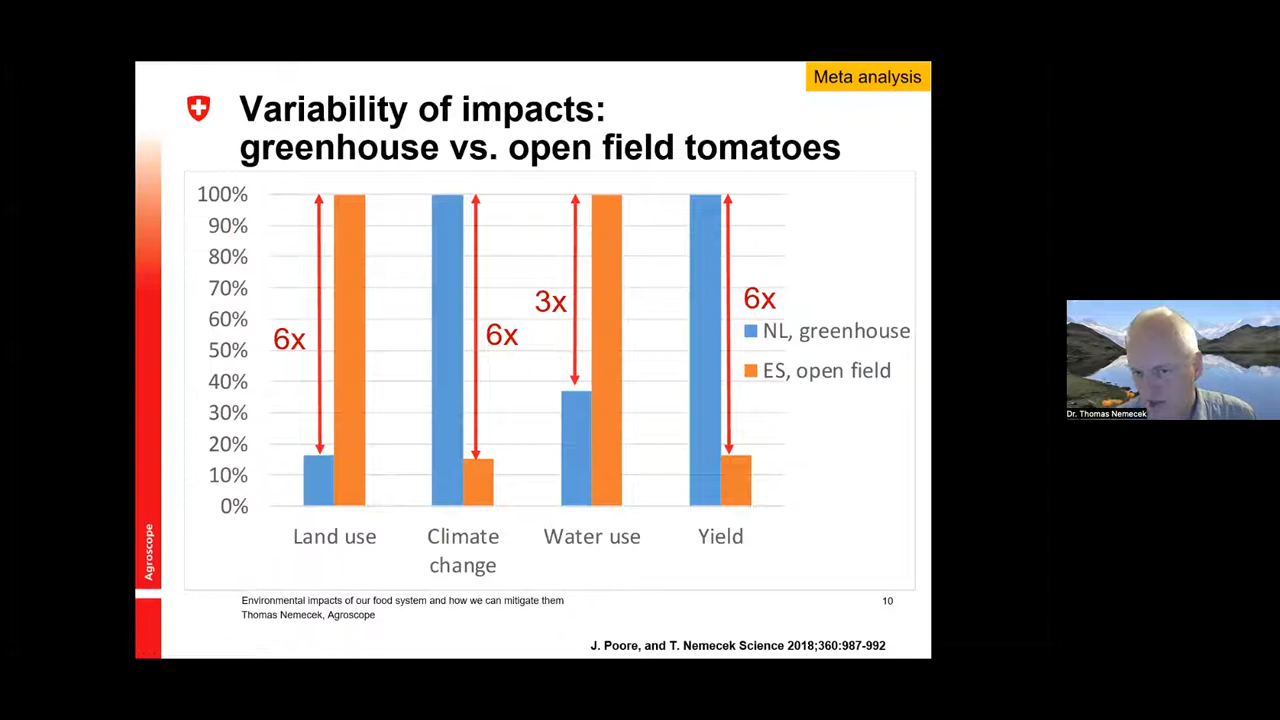 Meta analysis
Variability of impacts:
greenhouse vs. open field tomatoes
100%
90%
80%
70%
60%
50%
40%
30%
20%
10%
0%
6x
6x
3x
6x
NL, greenhouse
ES, open field
Land use
Climate
change
Water use
Yield
Agroscope
Environmental impacts of our food system and how we can mitigate them
Thomas Nemecek, Agroscope
10
J. Poore, and T. Nemecek Science 2018;360:987-992
Dr. Thomas Nemecek